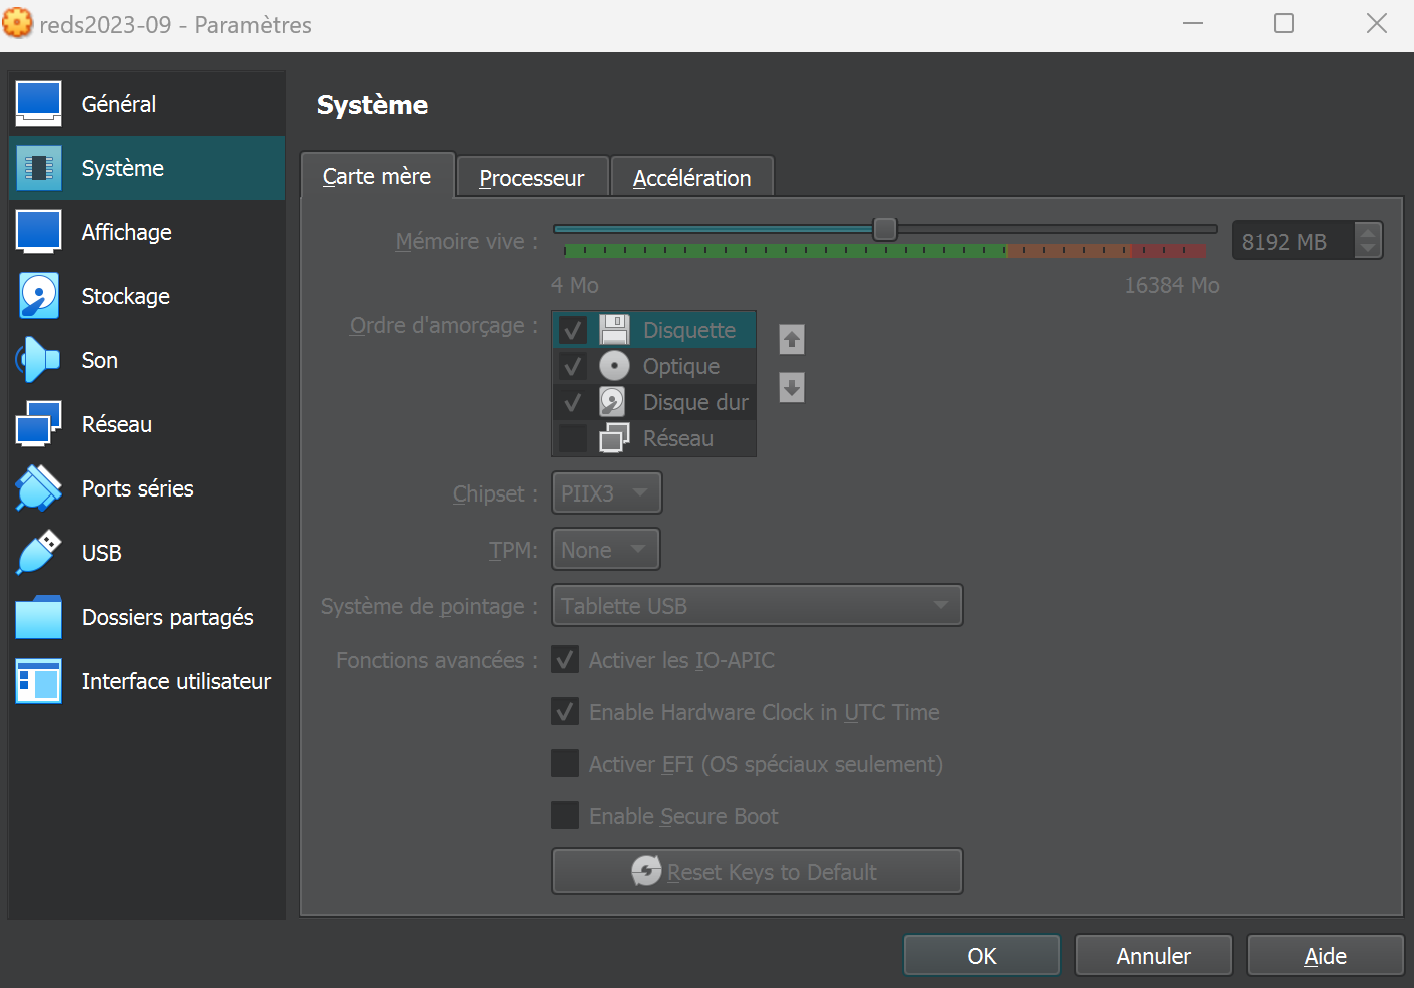 reds2023-09 - Paramètres
Général
Système
Affichage
Stockage
Son
Réseau
Ports séries
USB
Dossiers partagés
Interface utilisateur
Système
Carte mère
Processeur
Accélération
Mémoire vive :
8192 MB
4 Mo
16384 Mo
Ordre d'amorçage :
Disquette
Optique
Disque dur
Réseau
Chipset :
PIIX3
TPM:
None
Système de pointage :
Tablette USB
Fonctions avancées :
Activer les IO-APIC
Enable Hardware Clock in UTC Time
Activer EFI (OS spéciaux seulement)
Enable Secure Boot
Reset Keys to Default
OK
Annuler
Aide